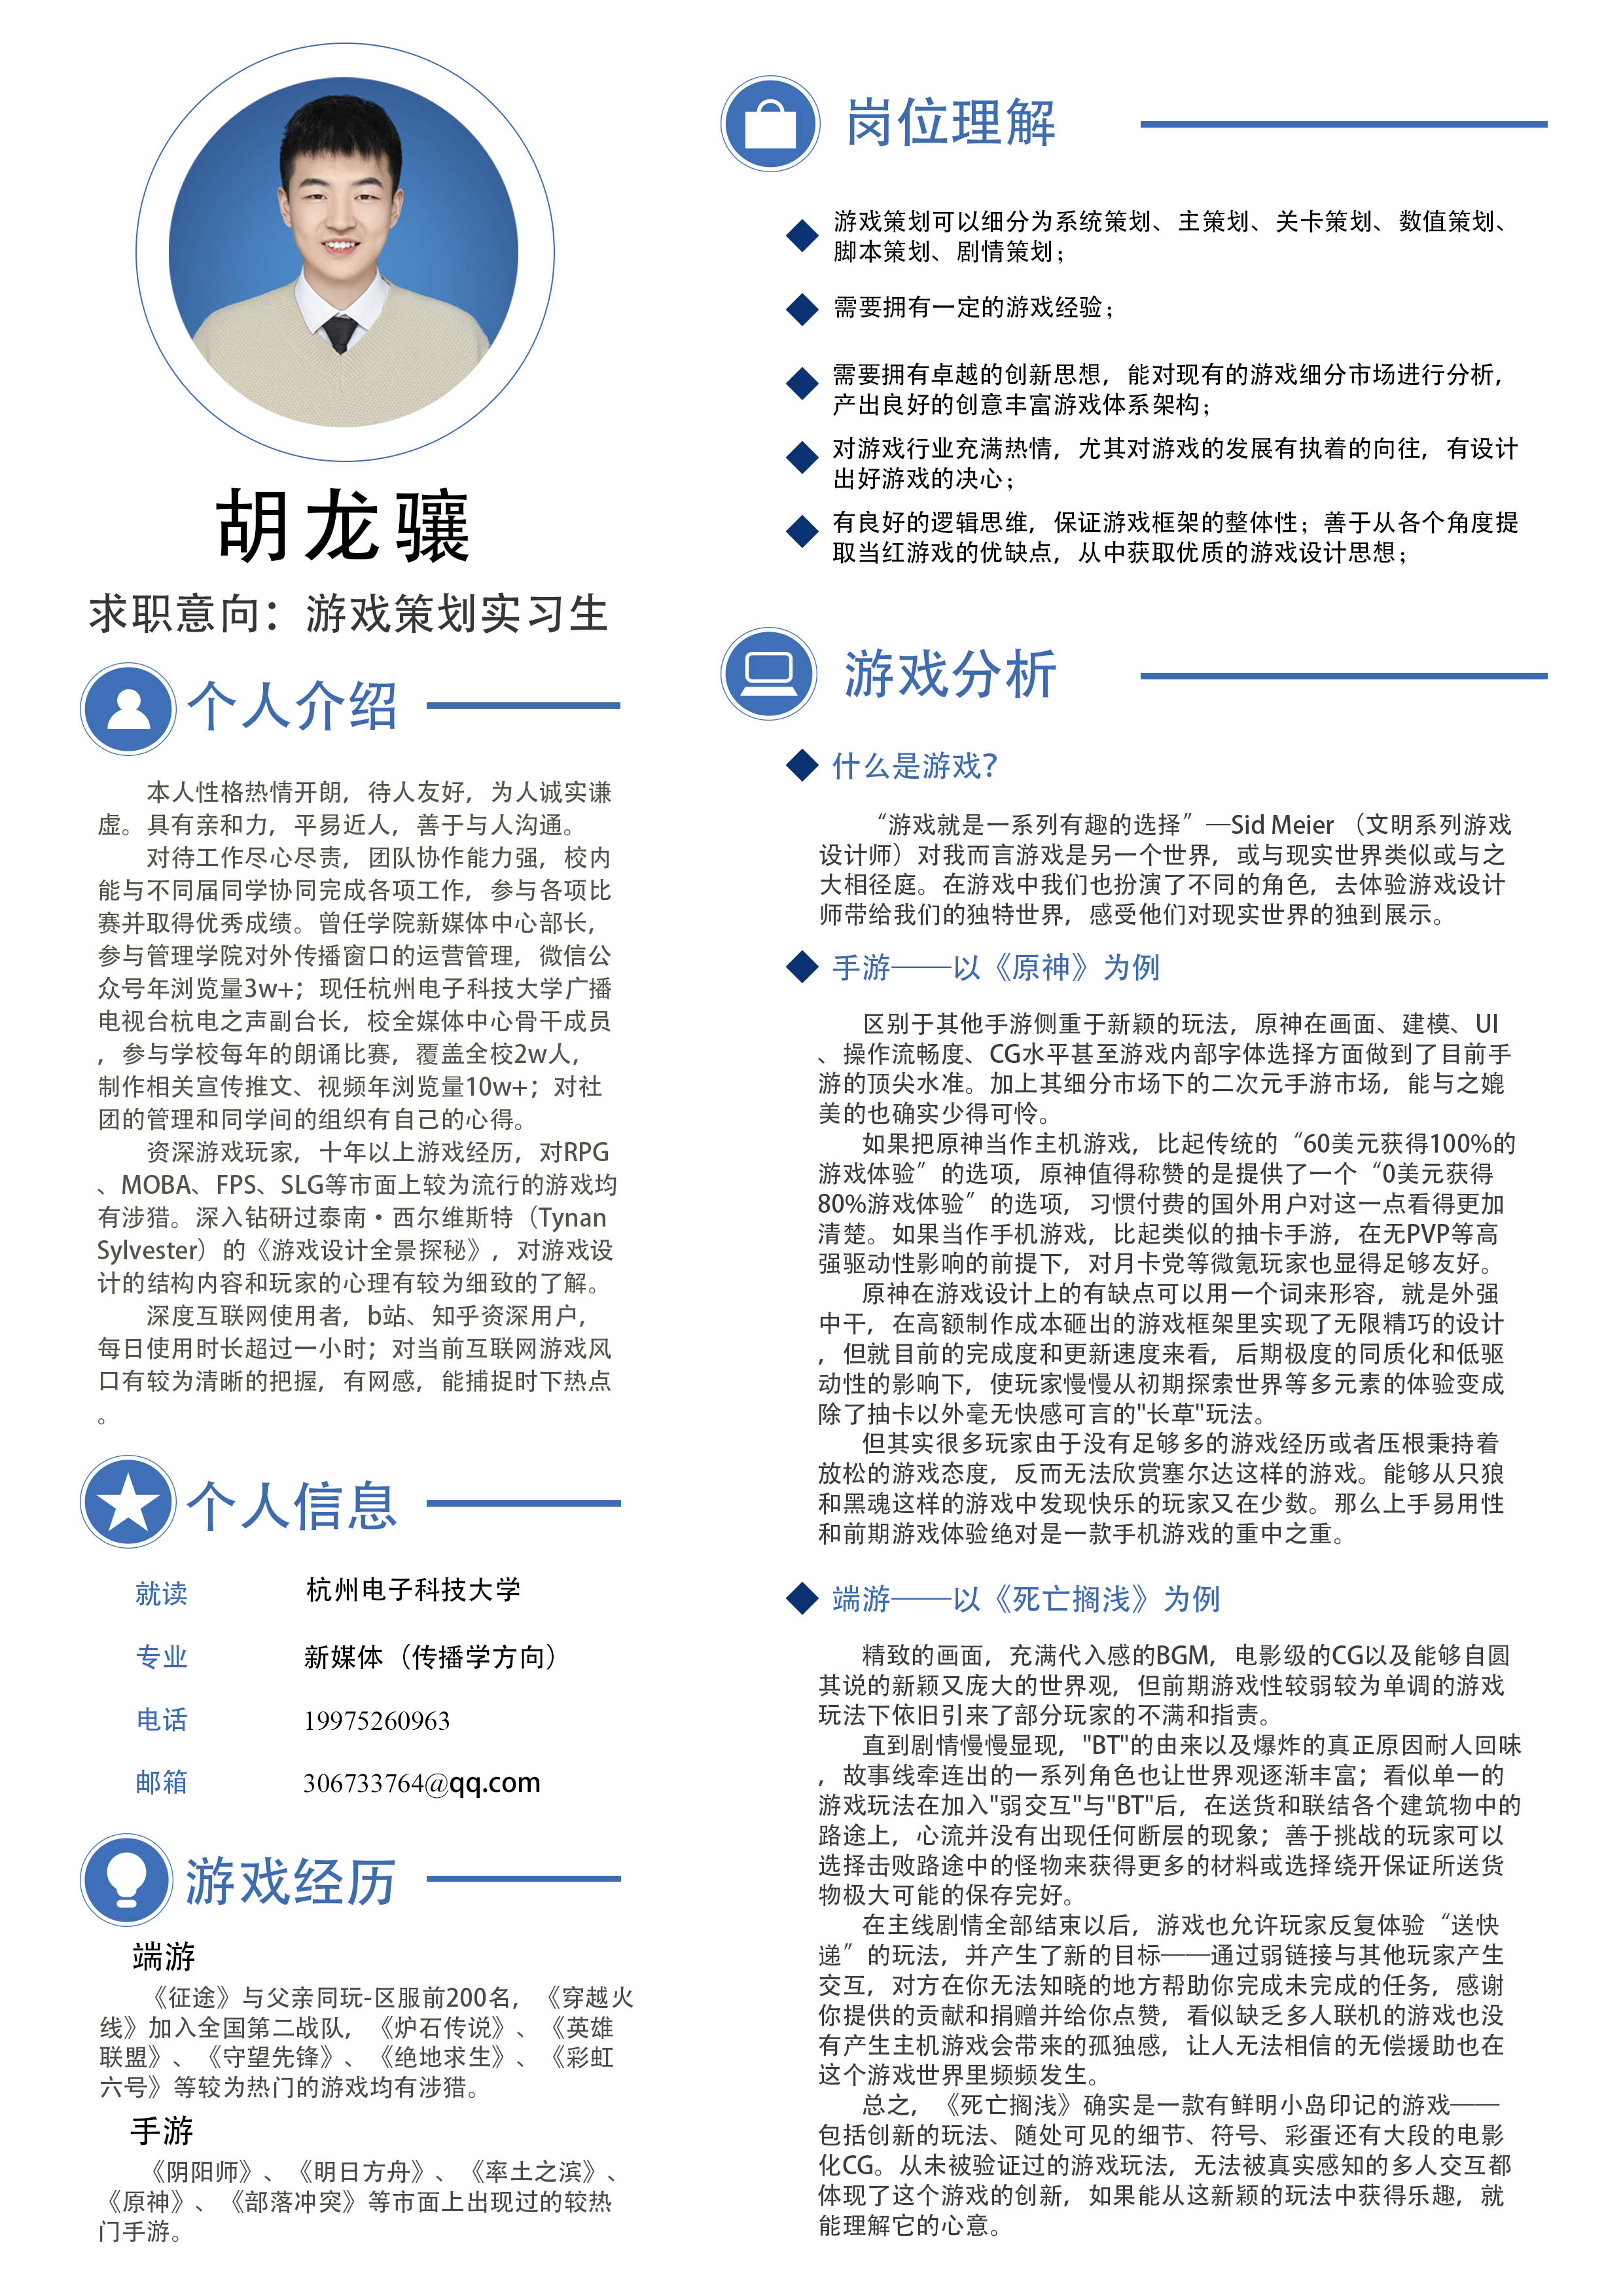 胡龙骧
求职意向：游戏策划实习生
个人介绍
本人性格热情开朗，待人友好，为人诚实谦
虚。具有亲和力，平易近人，善于与人沟通。
对待工作尽心尽责，团队协作能力强，校内
能与不同届同学协同完成各项工作，参与各项比
赛并取得优秀成绩。曾任学院新媒体中心部长，
参与管理学院对外传播窗口的运营管理，微信公
众号年浏览量3w+；现任杭州电子科技大学广播
电视台杭电之声副台长，校全媒体中心骨干成员
，参与学校每年的朗诵比赛，覆盖全校2w人，
制作相关宣传推文、视频年浏览量10w+；对社
团的管理和同学间的组织有自己的心得。
资深游戏玩家，十年以上游戏经历，对RPG
、MOBA、FPS、SLG等市面上较为流行的游戏均
有涉猎。深入钻研过泰南·西尔维斯特（Tynan
Sylvester）的《游戏设计全景探秘》，对游戏设
计的结构内容和玩家的心理有较为细致的了解。
深度互联网使用者，b站、知乎资深用户，
每日使用时长超过一小时；对当前互联网游戏风
口有较为清晰的把握，有网感，能捕捉时下热点
。
个人信息
就读 杭州电子科技大学
专业 新媒体（传播学方向）
电话 19975260963
邮箱 306733764@qq.com
游戏经历
端游
《征途》与父亲同玩-区服前200名，《穿越火
线》加入全国第二战队，《炉石传说》、《英雄
联盟》、《守望先锋》、《绝地求生》、《彩虹
六号》等较为热门的游戏均有涉猎。
手游
《阴阳师》、《明日方舟》、《率土之滨》、
《原神》、《部落冲突》等市面上出现过的较热
门手游。
岗位理解
游戏策划可以细分为系统策划、主策划、关卡策划、数值策划、
脚本策划、剧情策划；
需要拥有一定的游戏经验；
需要拥有卓越的创新思想，能对现有的游戏细分市场进行分析，
产出良好的创意丰富游戏体系架构；
对游戏行业充满热情，尤其对游戏的发展有执着的向往，有设计
出好游戏的决心；
有良好的逻辑思维，保证游戏框架的整体性；善于从各个角度提
取当红游戏的优缺点，从中获取优质的游戏设计思想；
游戏分析
什么是游戏？
“游戏就是一系列有趣的选择”—Sid Meier （文明系列游戏
设计师）对我而言游戏是另一个世界，或与现实世界类似或与之
大相径庭。在游戏中我们也扮演了不同的角色，去体验游戏设计
师带给我们的独特世界，感受他们对现实世界的独到展示。
手游——以《原神》为例
区别于其他手游侧重于新颖的玩法，原神在画面、建模、UI
、操作流畅度、CG水平甚至游戏内部字体选择方面做到了目前手
游的顶尖水准。加上其细分市场下的二次元手游市场，能与之媲
美的也确实少得可怜。
如果把原神当作主机游戏，比起传统的“60美元获得100%的
游戏体验”的选项，原神值得称赞的是提供了一个“0美元获得
80%游戏体验”的选项，习惯付费的国外用户对这一点看得更加
清楚。如果当作手机游戏，比起类似的抽卡手游，在无PVP等高
强驱动性影响的前提下，对月卡党等微氪玩家也显得足够友好。
原神在游戏设计上的有缺点可以用一个词来形容，就是外强
中干，在高额制作成本砸出的游戏框架里实现了无限精巧的设计
，但就目前的完成度和更新速度来看，后期极度的同质化和低驱
动性的影响下，使玩家慢慢从初期探索世界等多元素的体验变成
除了抽卡以外毫无快感可言的"长草"玩法。
但其实很多玩家由于没有足够多的游戏经历或者压根秉持着
放松的游戏态度，反而无法欣赏塞尔达这样的游戏。能够从只狼
和黑魂这样的游戏中发现快乐的玩家又在少数。那么上手易用性
和前期游戏体验绝对是一款手机游戏的重中之重。
端游——以《死亡搁浅》为例
精致的画面，充满代入感的BGM，电影级的CG以及能够自圆
其说的新颖又庞大的世界观，但前期游戏性较弱较为单调的游戏
玩法下依旧引来了部分玩家的不满和指责。
直到剧情慢慢显现，"BT"的由来以及爆炸的真正原因耐人回味
，故事线牵连出的一系列角色也让世界观逐渐丰富；看似单一的
游戏玩法在加入"弱交互"与"BT"后，在送货和联结各个建筑物中的
路途上，心流并没有出现任何断层的现象；善于挑战的玩家可以
选择击败路途中的怪物来获得更多的材料或选择绕开保证所送货
物极大可能的保存完好。
在主线剧情全部结束以后，游戏也允许玩家反复体验“送快
递”的玩法，并产生了新的目标——通过弱链接与其他玩家产生
交互，对方在你无法知晓的地方帮助你完成未完成的任务，感谢
你提供的贡献和捐赠并给你点赞，看似缺乏多人联机的游戏也没
有产生主机游戏会带来的孤独感，让人无法相信的无偿援助也在
这个游戏世界里频频发生。
总之，《死亡搁浅》确实是一款有鲜明小岛印记的游戏——
包括创新的玩法、随处可见的细节、符号、彩蛋还有大段的电影
化CG。从未被验证过的游戏玩法，无法被真实感知的多人交互都
体现了这个游戏的创新，如果能从这新颖的玩法中获得乐趣，就
能理解它的心意。